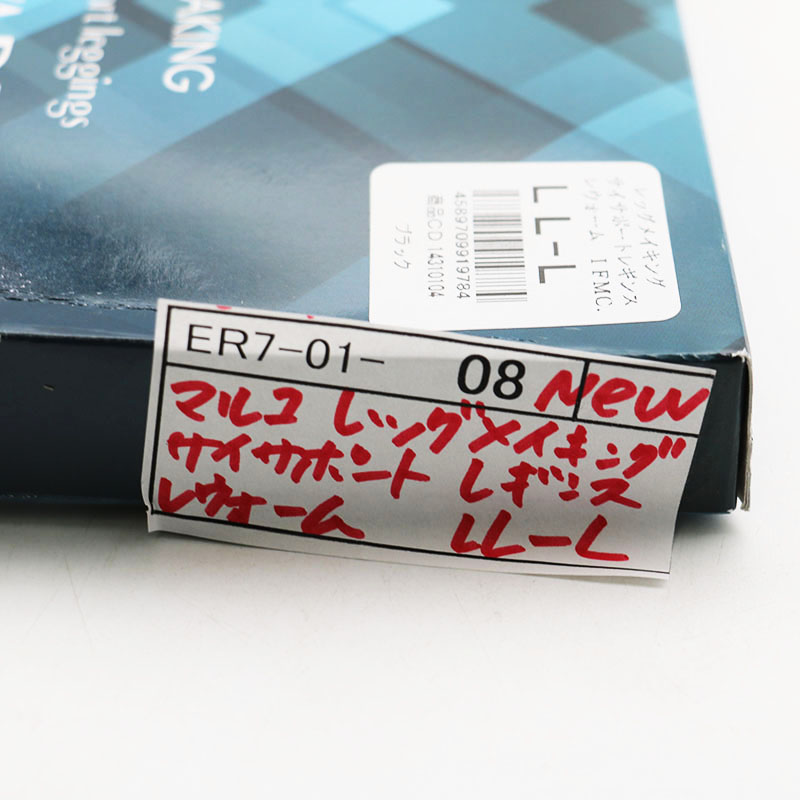 AKING
rt leggings
レッグメイキング
サイサポートレギンス
レヴォーム IFMC.
LL-L
4589709919784
商品CD 14310104
ブラック
ER7-01- 08 NEW
マルコ レッグメイキング
サイサポント レギンス
レヴォーム LL-L